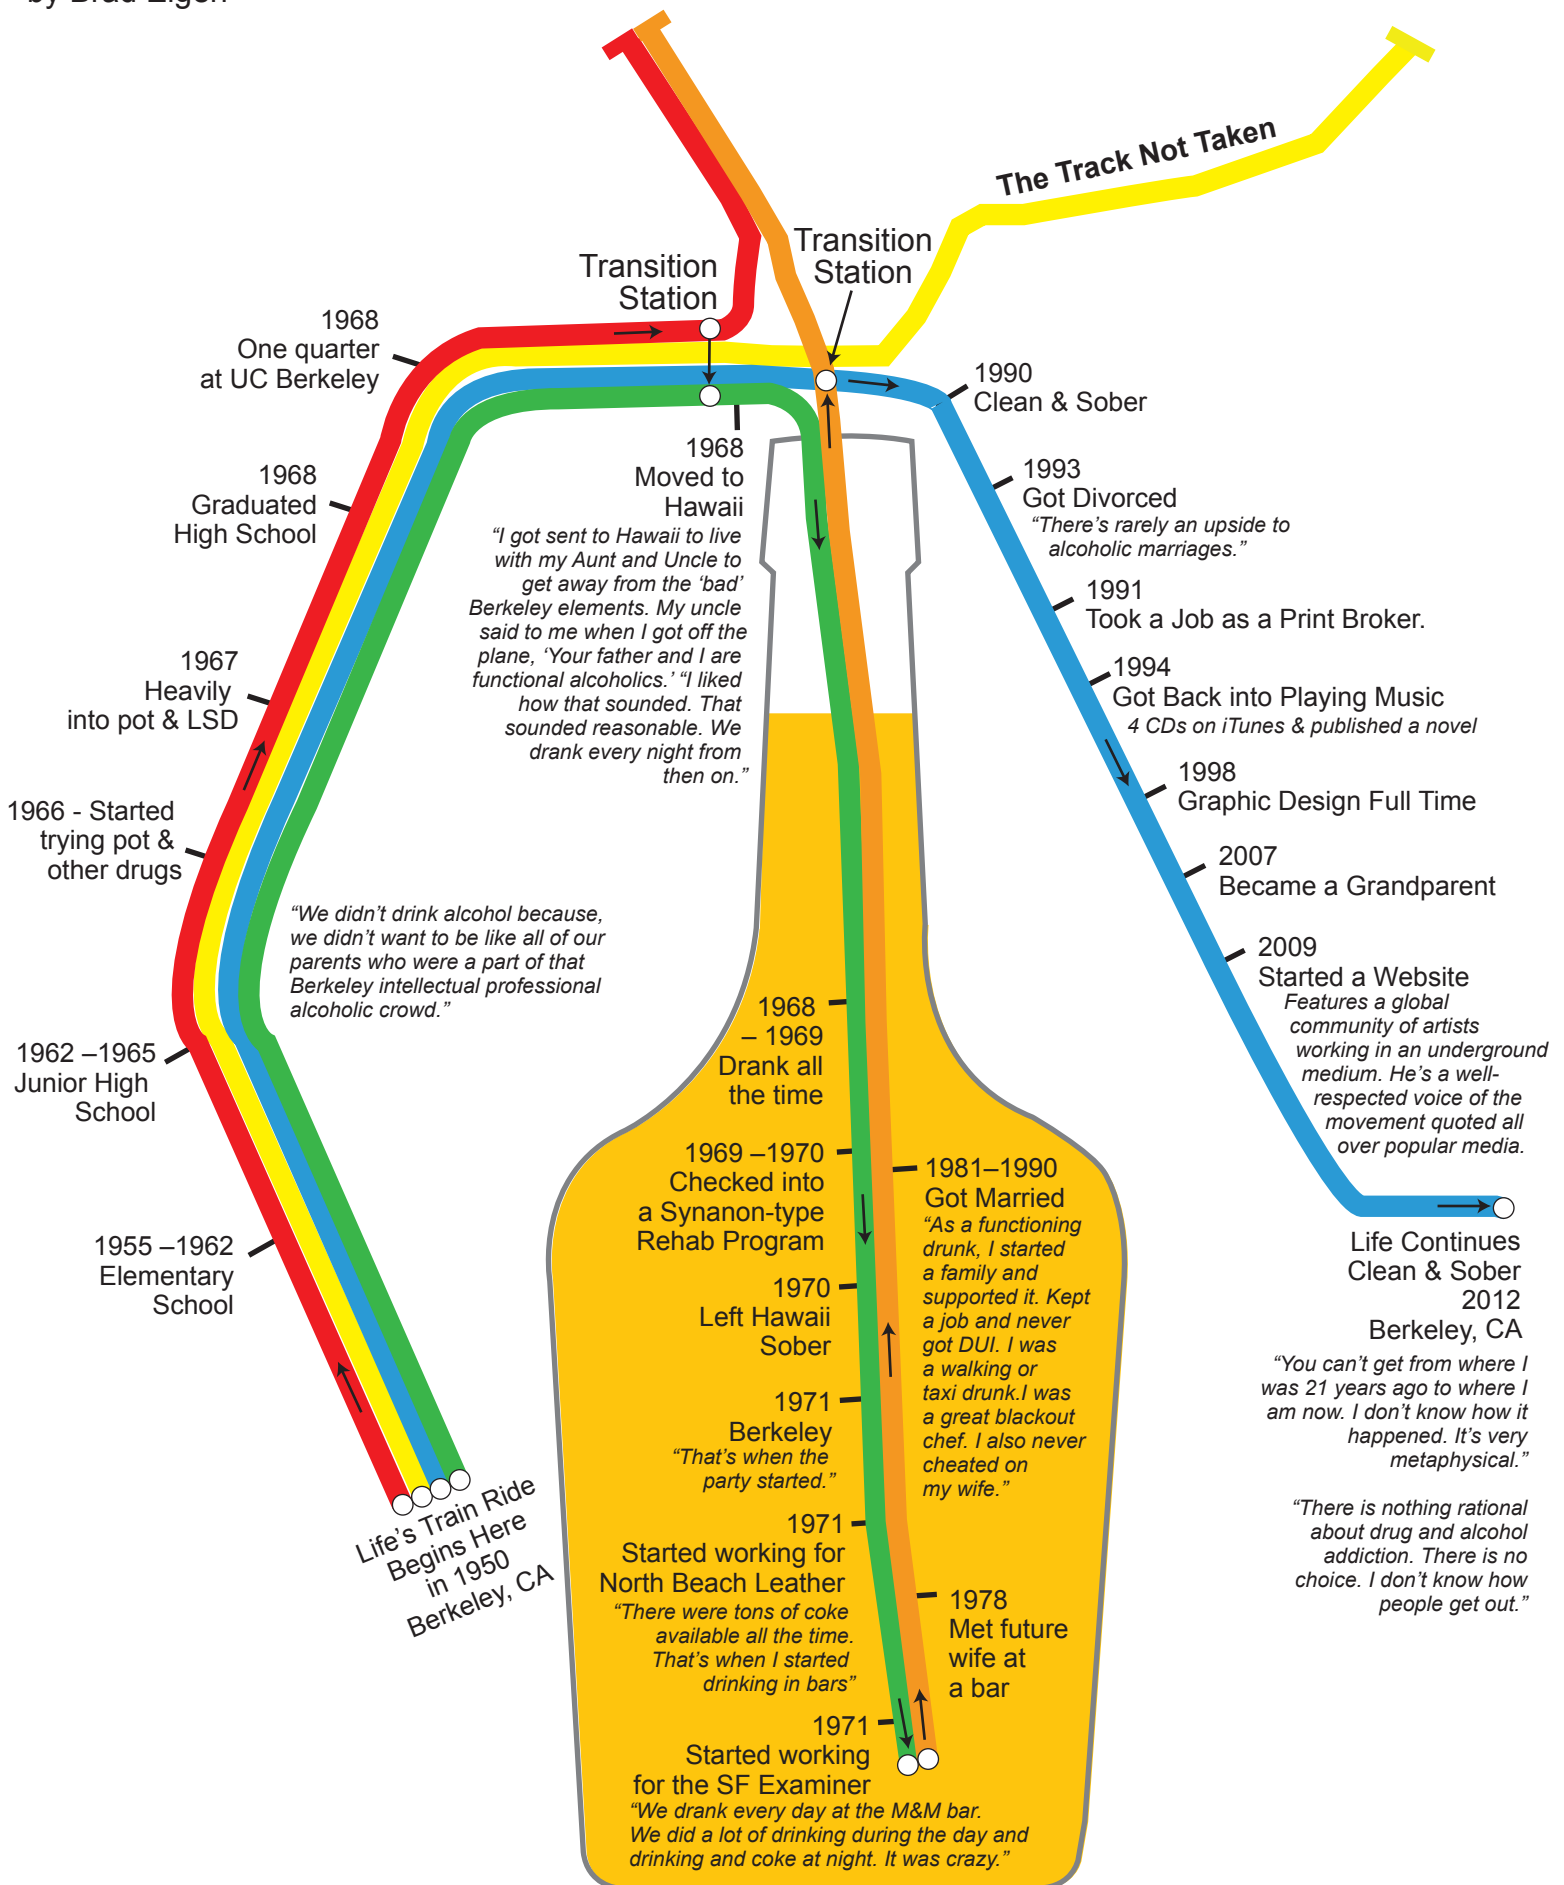 The Track Not Taken
Transition
Station
Transition
Station
1968
One quarter
at UC Berkeley
1968
Graduated
High School
1967
Heavily
into pot & LSD
1966 - Started
trying pot &
other drugs
“We didn’t drink alcohol because,
we didn’t want to be like all of our
parents who were a part of that
Berkeley intellectual professional
alcoholic crowd.”
1962 –1965
Junior High
School
1955 –1962
Elementary
School
Life’s Train Ride
Begins Here
in 1950
Berkeley, CA
1968
Moved to
Hawaii
“I got sent to Hawaii to live
with my Aunt and Uncle to
get away from the ‘bad’
Berkeley elements. My uncle
said to me when I got off the
plane, ‘Your father and I are
functional alcoholics.’ “I liked
how that sounded. That
sounded reasonable. We
drank every night from
then on.”
1968
– 1969
Drank all
the time
1969 –1970
Checked into
a Synanon-type
Rehab Program
1970
Left Hawaii
Sober
1971
Berkeley
“That’s when the
party started.”
1971
Started working for
North Beach Leather
“There were tons of coke
available all the time.
That’s when I started
drinking in bars”
1971
Started working
for the SF Examiner
“We drank every day at the M&M bar.
We did a lot of drinking during the day and
drinking and coke at night. It was crazy.”
1978
Met future
wife at
a bar
1981–1990
Got Married
“As a functioning
drunk, I started
a family and
supported it. Kept
a job and never
got DUI. I was
a walking or
taxi drunk.I was
a great blackout
chef. I also never
cheated on
my wife.”
1990
Clean & Sober
1993
Got Divorced
“There’s rarely an upside to
alcoholic marriages.”
1991
Took a Job as a Print Broker.
1994
Got Back into Playing Music
4 CDs on iTunes & published a novel
1998
Graphic Design Full Time
2007
Became a Grandparent
2009
Started a Website
Features a global
community of artists
working in an underground
medium. He’s a well-
respected voice of the
movement quoted all
over popular media.
Life Continues
Clean & Sober
2012
Berkeley, CA
“You can’t get from where I
was 21 years ago to where I
am now. I don’t know how it
happened. It’s very
metaphysical.”
“There is nothing rational
about drug and alcohol
addiction. There is no
choice. I don’t know how
people get out.”